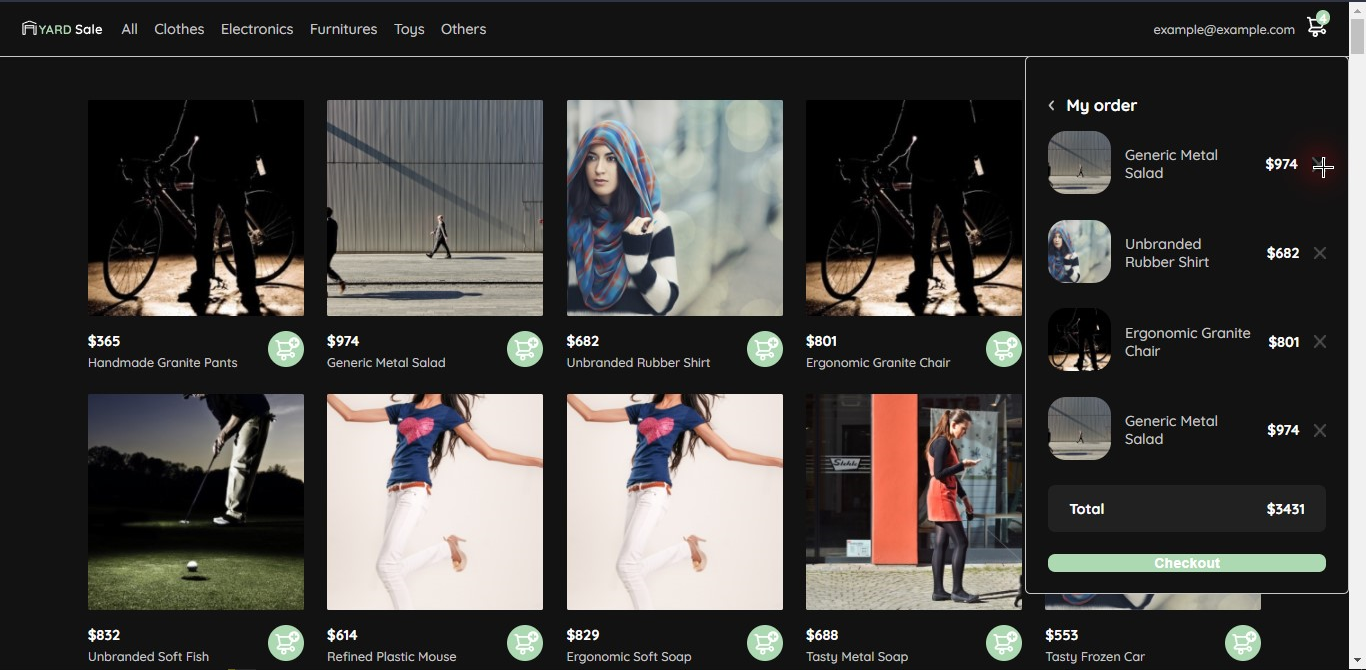 YARD Sale All Clothes Electronics Furnitures Toys Others example@example.com 4
My order
Generic Metal
Salad
$974
Unbranded
Rubber Shirt
$682
Ergonomic Granite
Chair
$801
Generic Metal
Salad
$974
Total $3431
Checkout
$365
Handmade Granite Pants
$974
Generic Metal Salad
$682
Unbranded Rubber Shirt
$801
Ergonomic Granite Chair
$832
Unbranded Soft Fish
$614
Refined Plastic Mouse
$829
Ergonomic Soft Soap
$688
Tasty Metal Soap
$553
Tasty Frozen Car